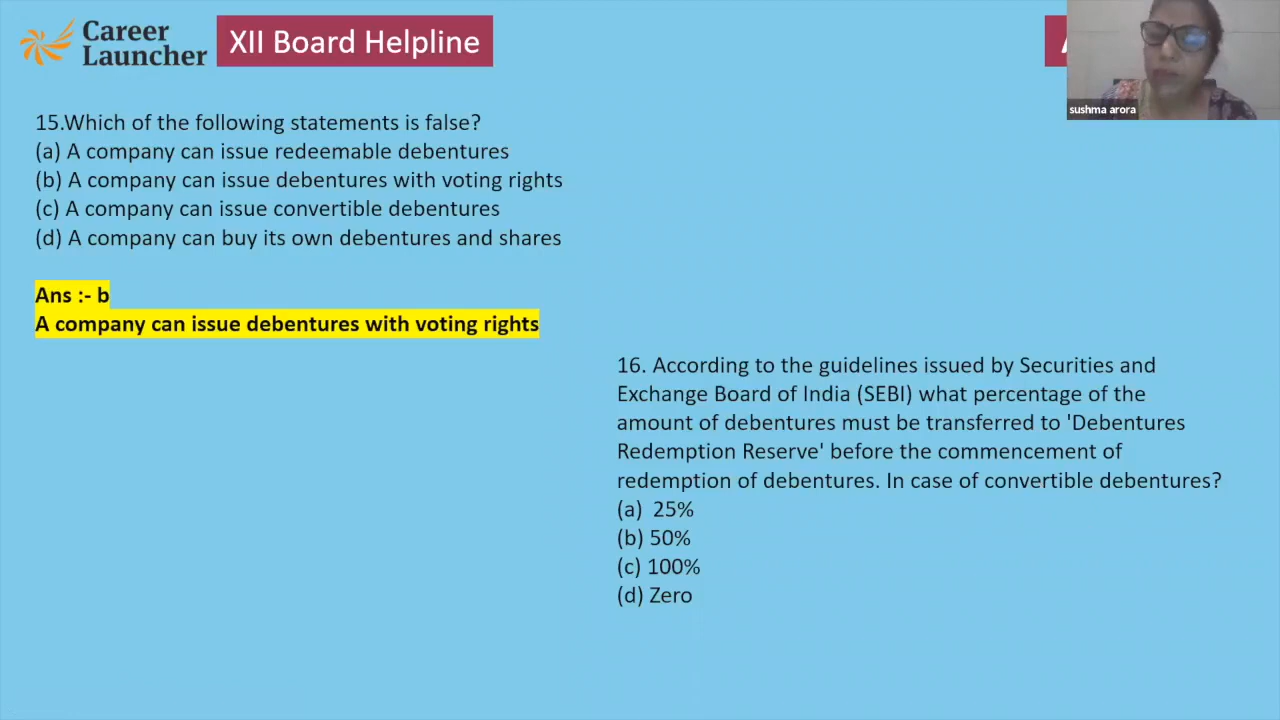 Career
Launcher
XII Board Helpline
sushma arora
15.Which of the following statements is false?
(a) A company can issue redeemable debentures
(b) A company can issue debentures with voting rights
(c) A company can issue convertible debentures
(d) A company can buy its own debentures and shares
Ans :- b
A company can issue debentures with voting rights
16. According to the guidelines issued by Securities and
Exchange Board of India (SEBI) what percentage of the
amount of debentures must be transferred to 'Debentures
Redemption Reserve' before the commencement of
redemption of debentures. In case of convertible debentures?
(a) 25%
(b) 50%
(c) 100%
(d) Zero